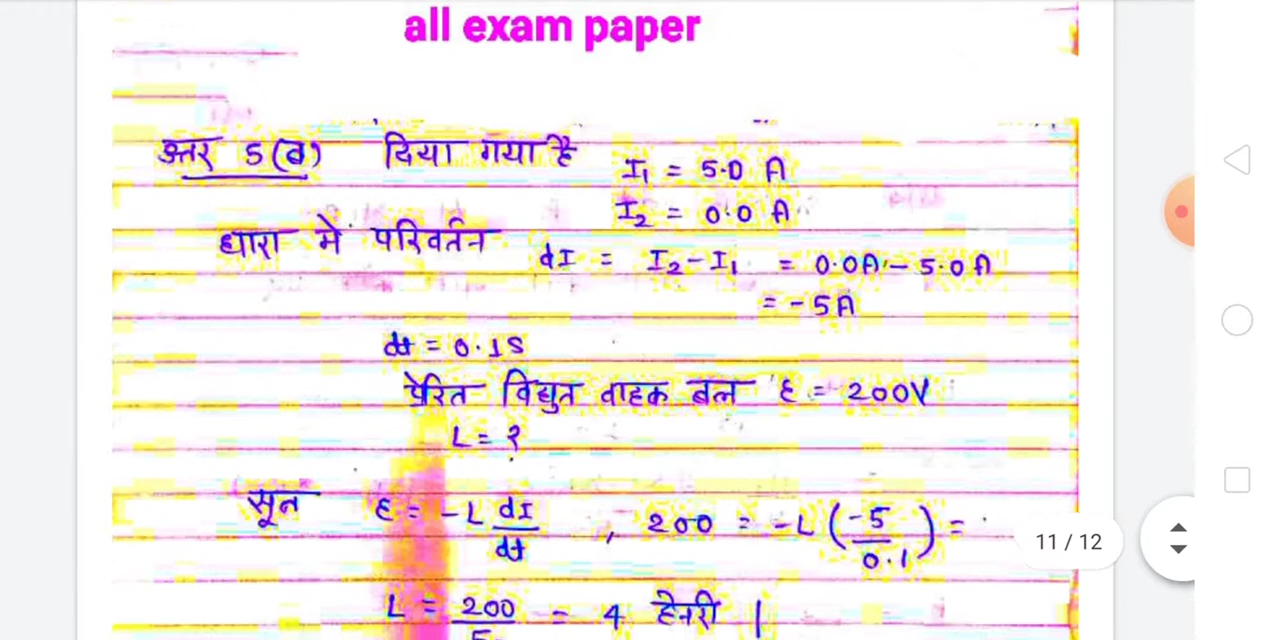 all exam paper
उत्तर 5(ब) दिया गया है I₁ = 5.0 A
I₂ = 0.0 A
धारा में परिवर्तन dI = I₂-I₁ = 0.0A - 5.0A
= -5A
dt = 0.1S
प्रेरित विद्युत वाहक बल ε = 200V
L = ?
सूत्र ε = -L dI/dt , 200 = -L(-5/0.1) =
11 / 12
L = 200/5 = 4 हेनरी |